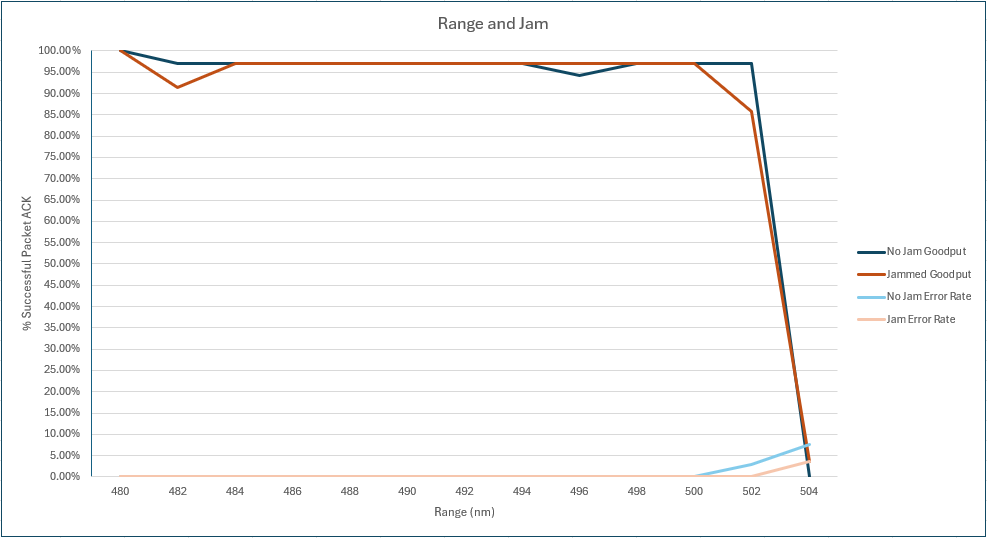 Range and Jam
100.00%
95.00%
90.00%
85.00%
80.00%
75.00%
70.00%
65.00%
60.00%
55.00%
50.00%
45.00%
40.00%
35.00%
30.00%
25.00%
20.00%
15.00%
10.00%
5.00%
0.00%
% Successful Packet ACK
480 482 484 486 488 490 492 494 496 498 500 502 504
Range (nm)
No Jam Goodput
Jammed Goodput
No Jam Error Rate
Jam Error Rate